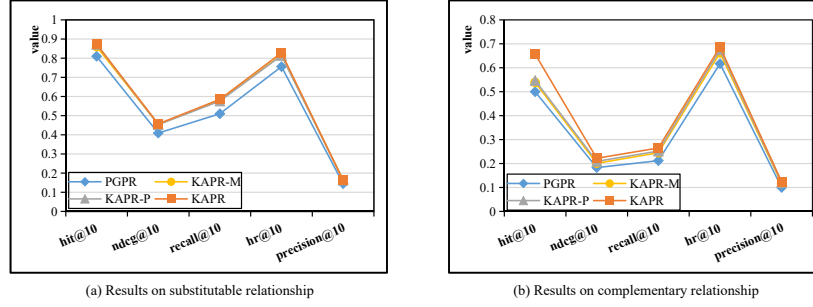 value
1
0.9
0.8
0.7
0.6
0.5
0.4
0.3
0.2
0.1
0
PGPR KAPR-M
KAPR-P KAPR
hit@10 ndcg@10 recall@10 hr@10 precision@10
(a) Results on substitutable relationship
value
0.8
0.7
0.6
0.5
0.4
0.3
0.2
0.1
0
PGPR KAPR-M
KAPR-P KAPR
hit@10 ndcg@10 recall@10 hr@10 precision@10
(b) Results on complementary relationship